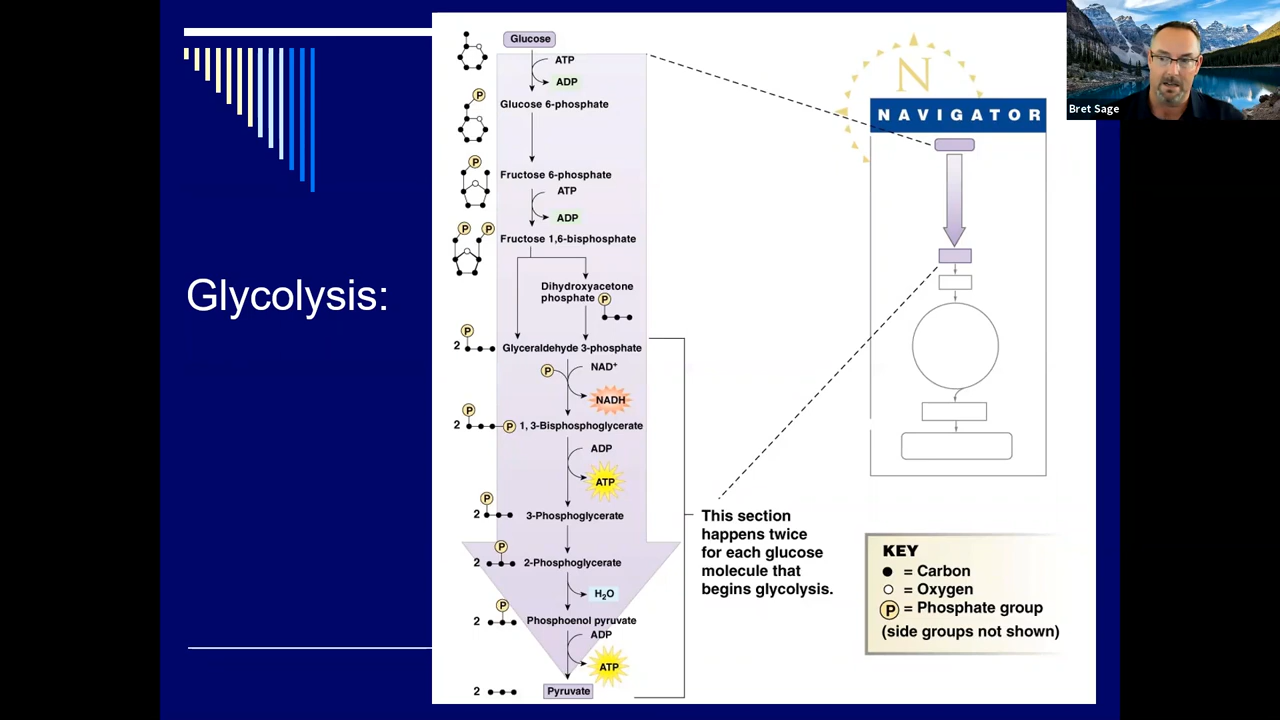 Glycolysis:
Glucose
ATP
ADP
P
Glucose 6-phosphate
P
Fructose 6-phosphate
ATP
ADP
P P
Fructose 1,6-bisphosphate
Dihydroxyacetone
phosphate P
P
2 Glyceraldehyde 3-phosphate
P NAD⁺
NADH
P
2 P 1, 3-Bisphosphoglycerate
ADP
ATP
P
2 3-Phosphoglycerate
P
2 2-Phosphoglycerate
H₂O
P
2 Phosphoenol pyruvate
ADP
ATP
2 Pyruvate
This section
happens twice
for each glucose
molecule that
begins glycolysis.
N
NAVIGATOR
KEY
= Carbon
= Oxygen
P = Phosphate group
(side groups not shown)
Bret Sage